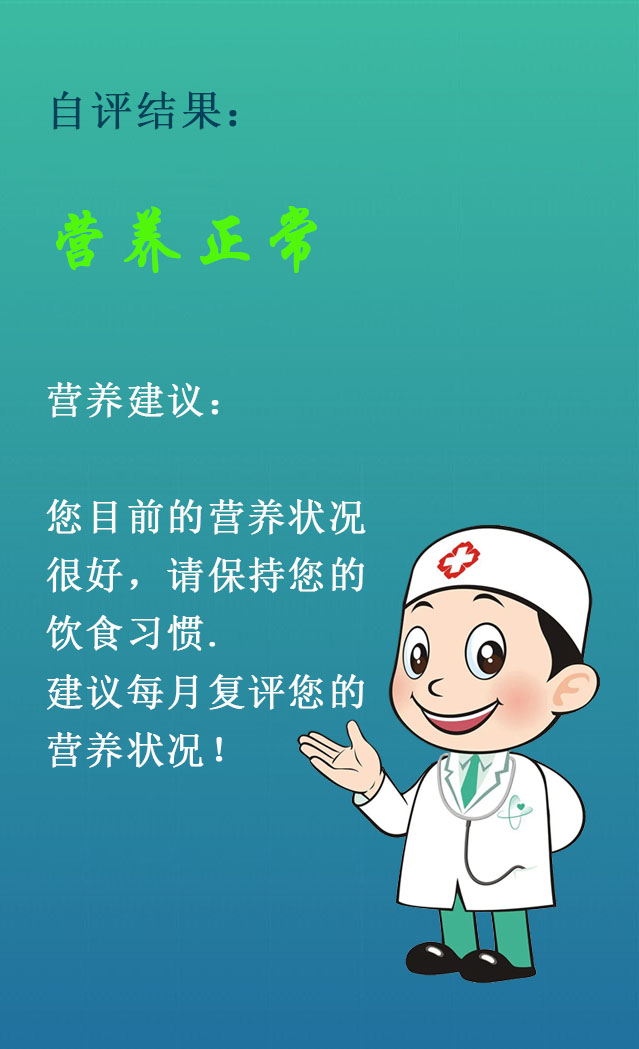 自评结果：
营养正常
营养建议：
您目前的营养状况
很好，请保持您的
饮食习惯.
建议每月复评您的
营养状况！